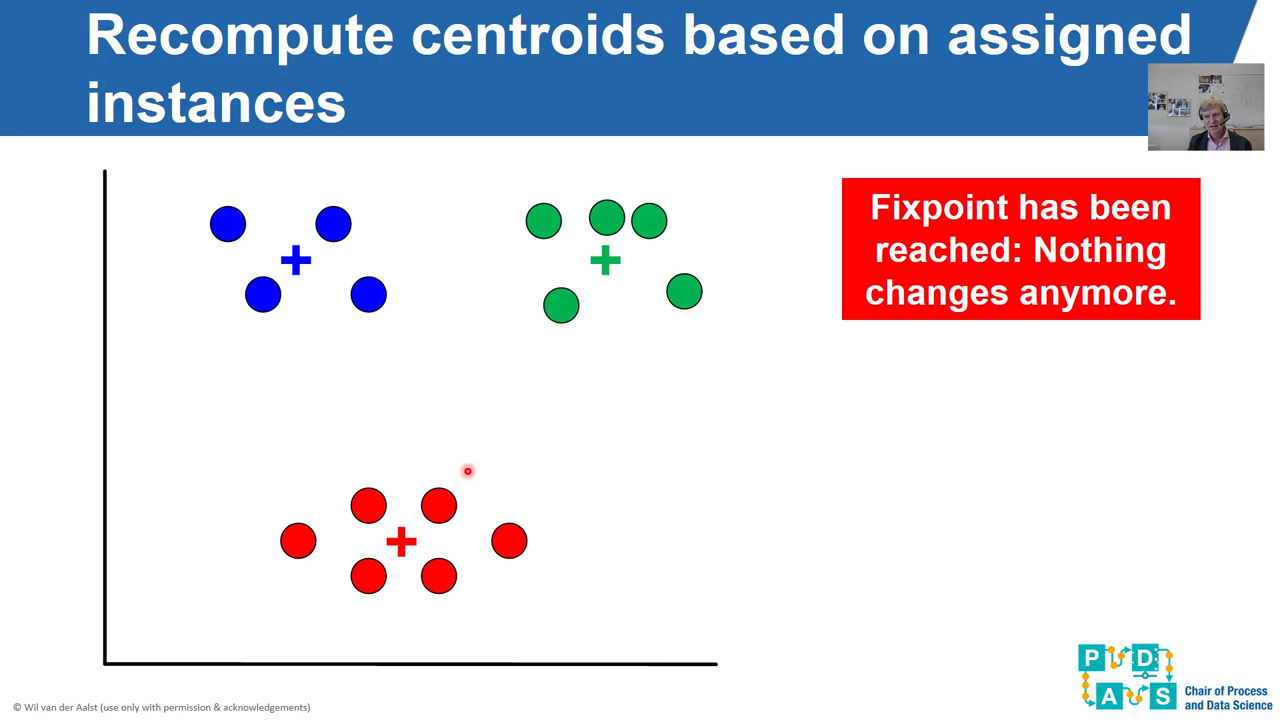 Recompute centroids based on assigned
instances
Fixpoint has been
reached: Nothing
changes anymore.
P D
A S
Chair of Process
and Data Science
© Wil van der Aalst (use only with permission & acknowledgements)